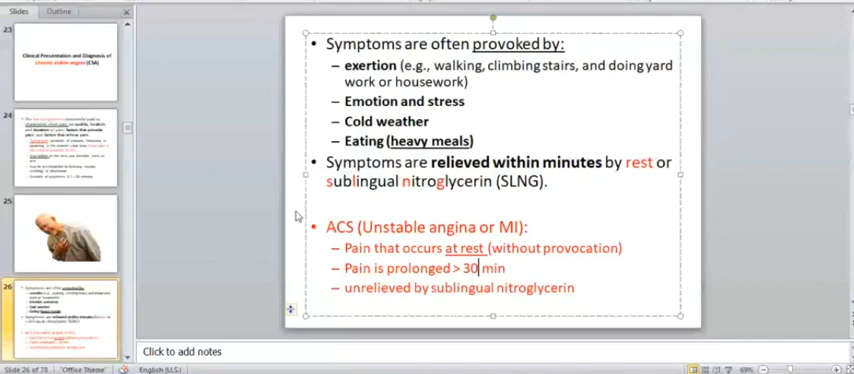 Slides
Outline
23
Clinical Presentation and Diagnosis of
chronic stable angina (CSA)
24
25
26
Symptoms are often provoked by:
exertion (e.g., walking, climbing stairs, and doing yard
work or housework)
Emotion and stress
Cold weather
Eating (heavy meals)
Symptoms are relieved within minutes by rest or
sublingual nitroglycerin (SLNG).
ACS (Unstable angina or MI):
Pain that occurs at rest (without provocation)
Pain is prolonged > 30 min
unrelieved by sublingual nitroglycerin
Click to add notes
Slide 26 of 78
"Office Theme"
English (U.S.)
69%